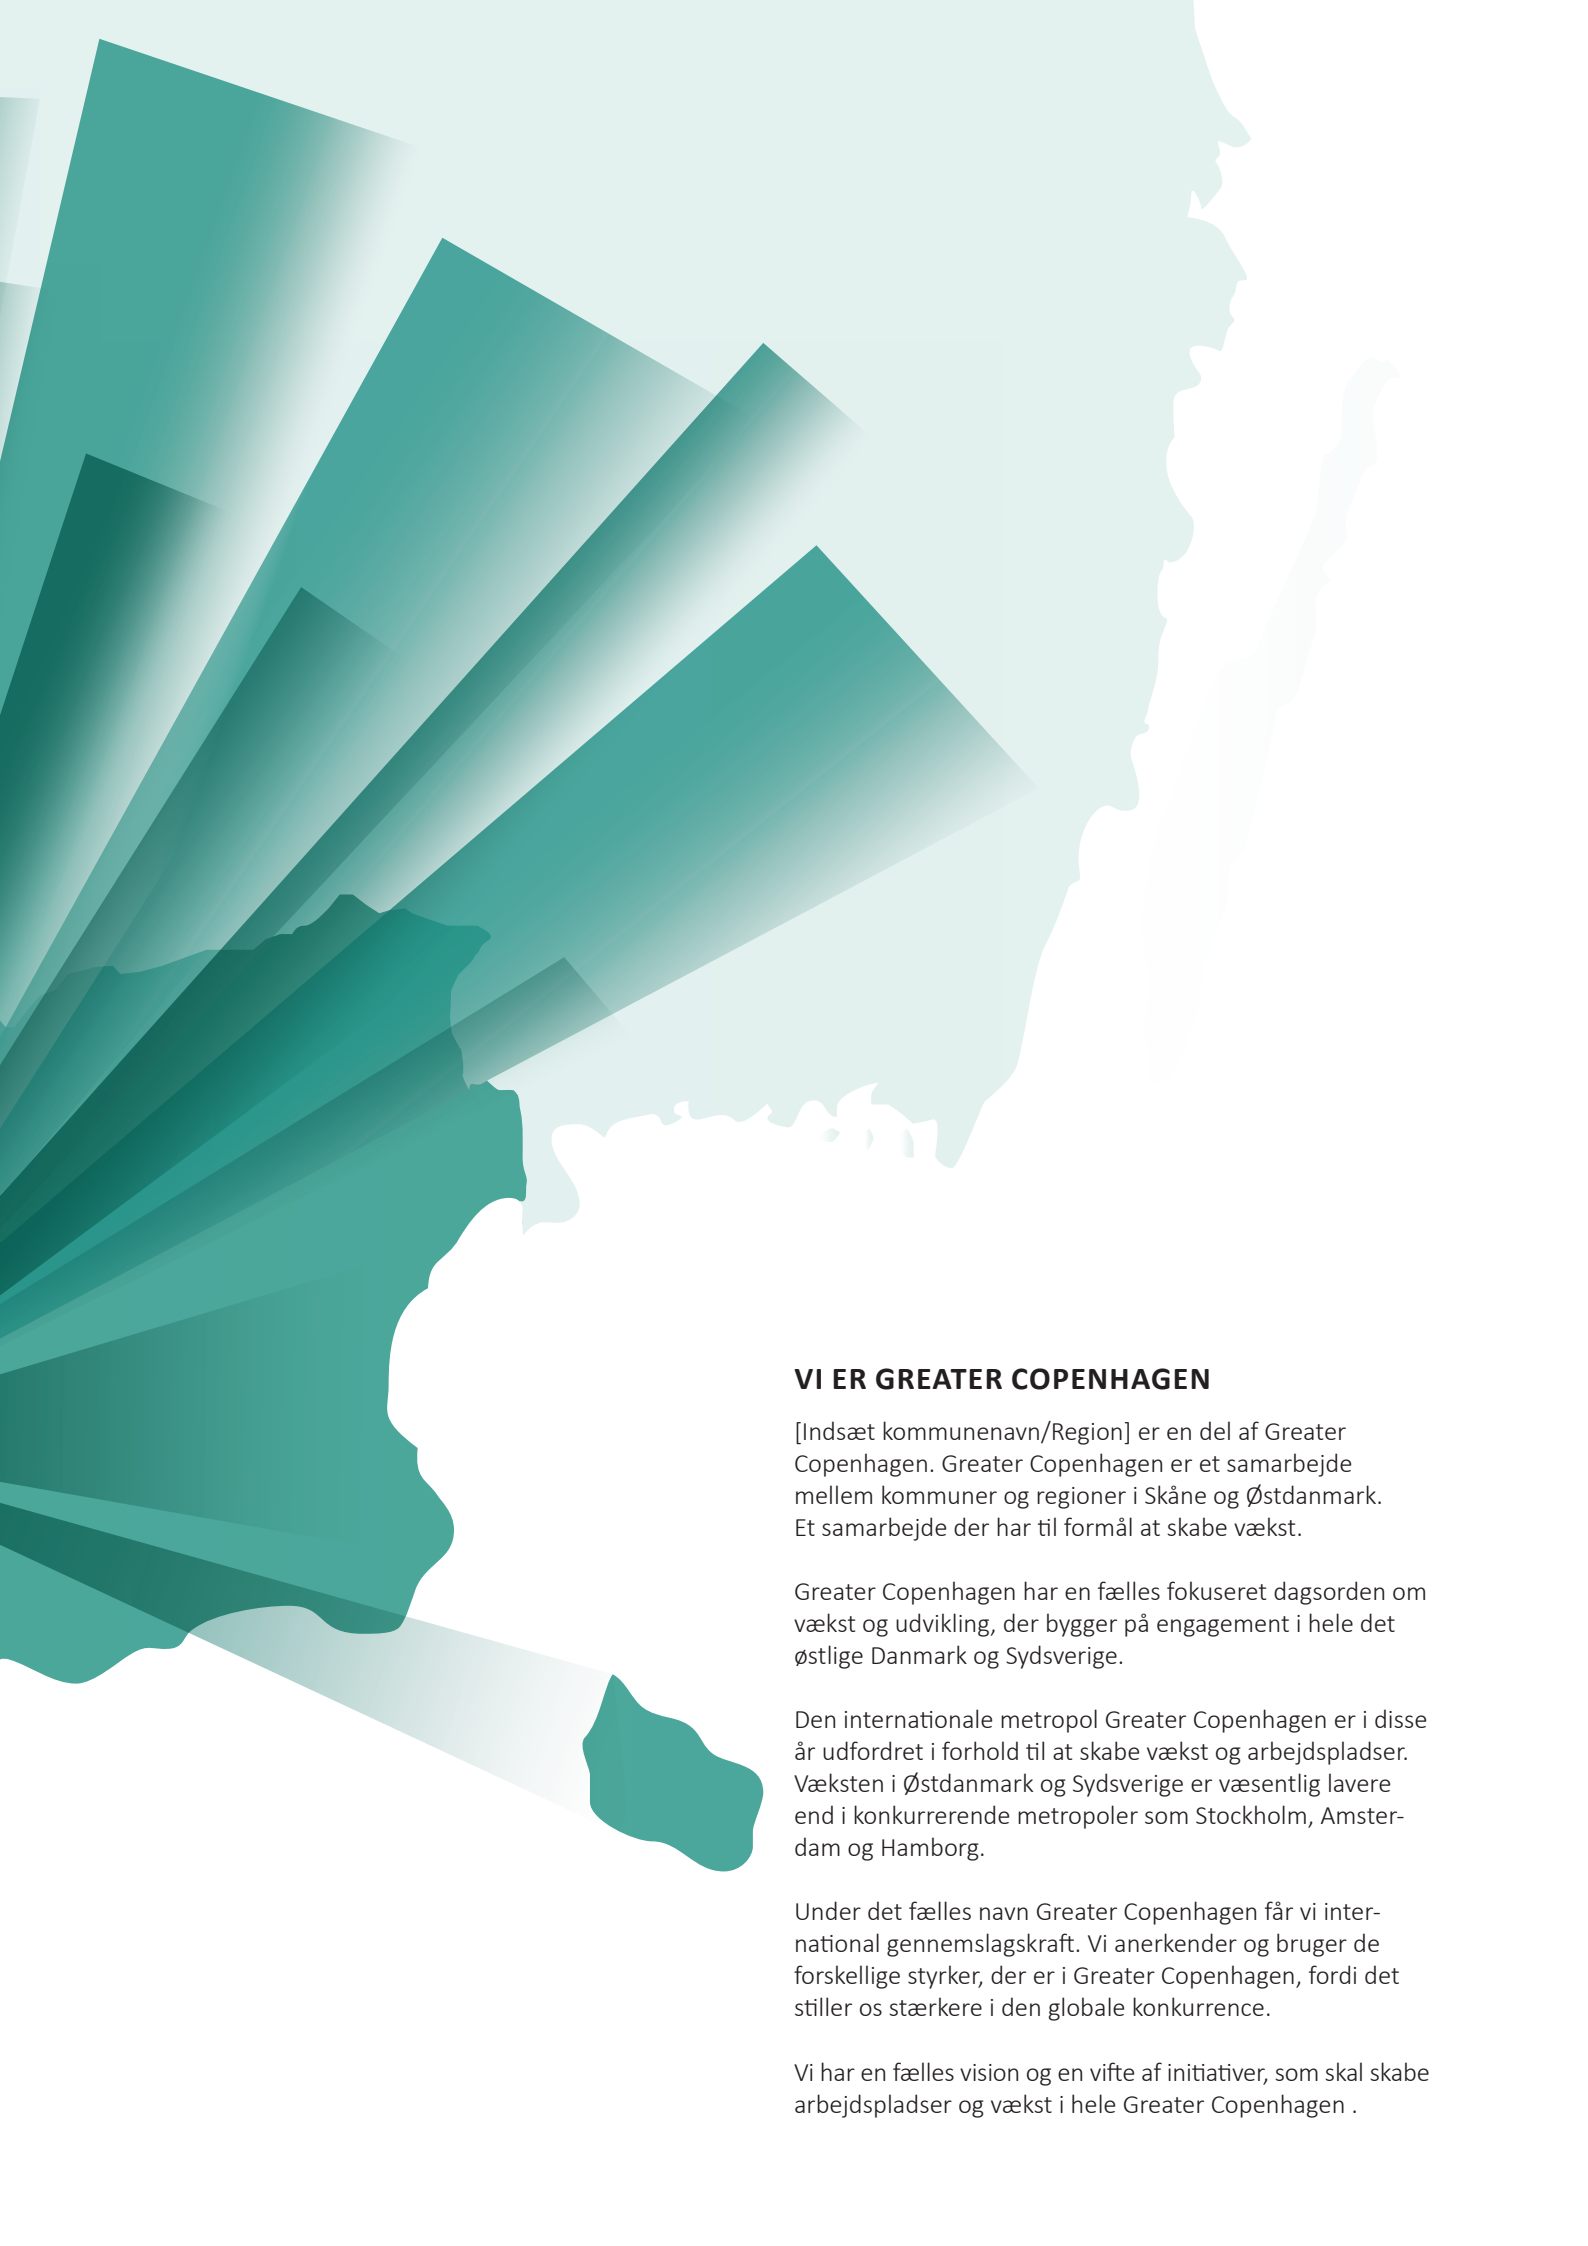 VI ER GREATER COPENHAGEN
[Indsæt kommunenavn/Region] er en del af Greater
Copenhagen. Greater Copenhagen er et samarbejde
mellem kommuner og regioner i Skåne og Østdanmark.
Et samarbejde der har til formål at skabe vækst.
Greater Copenhagen har en fælles fokuseret dagsorden om
vækst og udvikling, der bygger på engagement i hele det
østlige Danmark og Sydsverige.
Den internationale metropol Greater Copenhagen er i disse
år udfordret i forhold til at skabe vækst og arbejdspladser.
Væksten i Østdanmark og Sydsverige er væsentlig lavere
end i konkurrerende metropoler som Stockholm, Amster-
dam og Hamborg.
Under det fælles navn Greater Copenhagen får vi inter-
national gennemslagskraft. Vi anerkender og bruger de
forskellige styrker, der er i Greater Copenhagen, fordi det
stiller os stærkere i den globale konkurrence.
Vi har en fælles vision og en vifte af initiativer, som skal skabe
arbejdspladser og vækst i hele Greater Copenhagen .